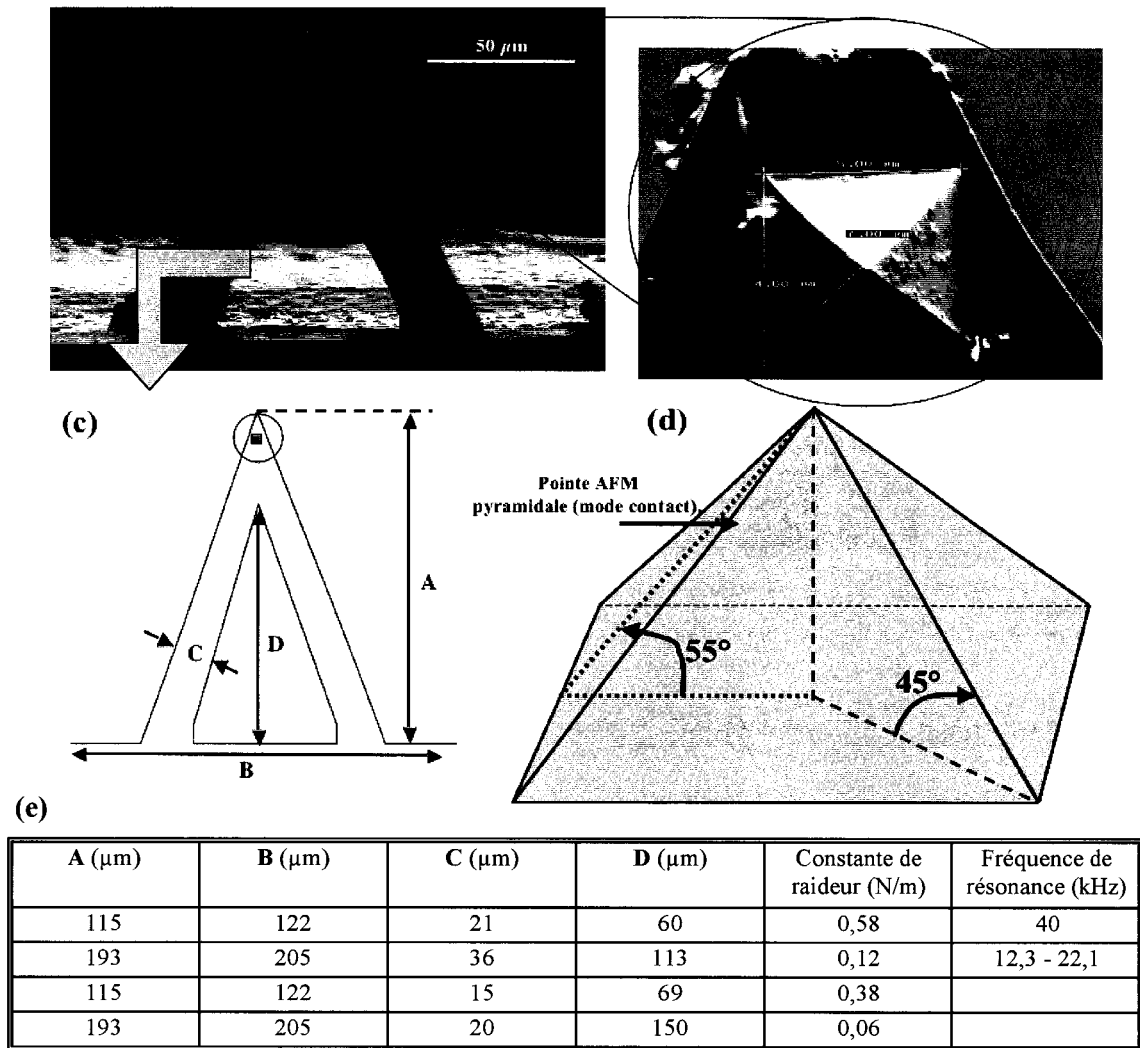 50 µm
(c)
(d)
Pointe AFM
pyramidale (mode contact)
A
C
D
B
55°
45°
(e)
A (µm) B (µm) C (µm) D (µm) Constante de raideur (N/m) Fréquence de résonance (kHz)
115 122 21 60 0,58 40
193 205 36 113 0,12 12,3 - 22,1
115 122 15 69 0,38
193 205 20 150 0,06